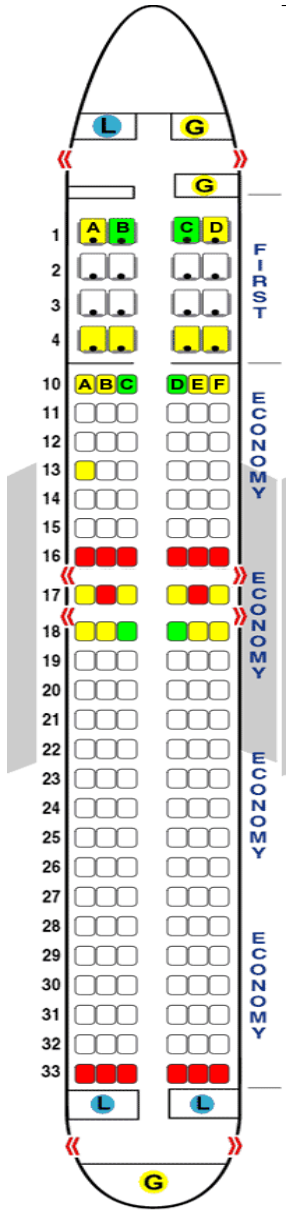 L G
G
A B C D
1
2
3
4
FIRST
10 A B C D E F
11
12
13
14
15
16
ECONOMY
17
18
19
20
21
ECONOMY
22
23
24
25
26
ECONOMY
27
28
29
30
31
32
33
ECONOMY
L L
G